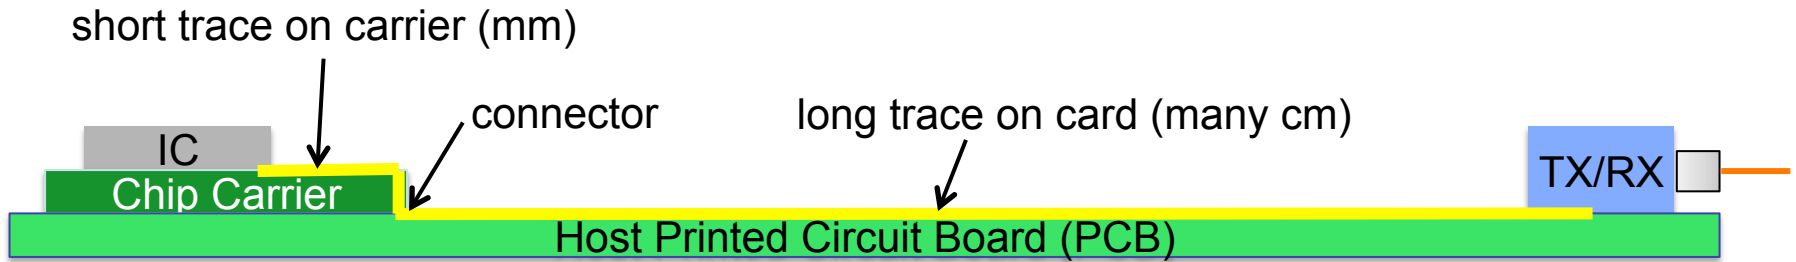 short trace on carrier (mm)
connector
long trace on card (many cm)
IC
TX/RX
Chip Carrier
Host Printed Circuit Board (PCB)